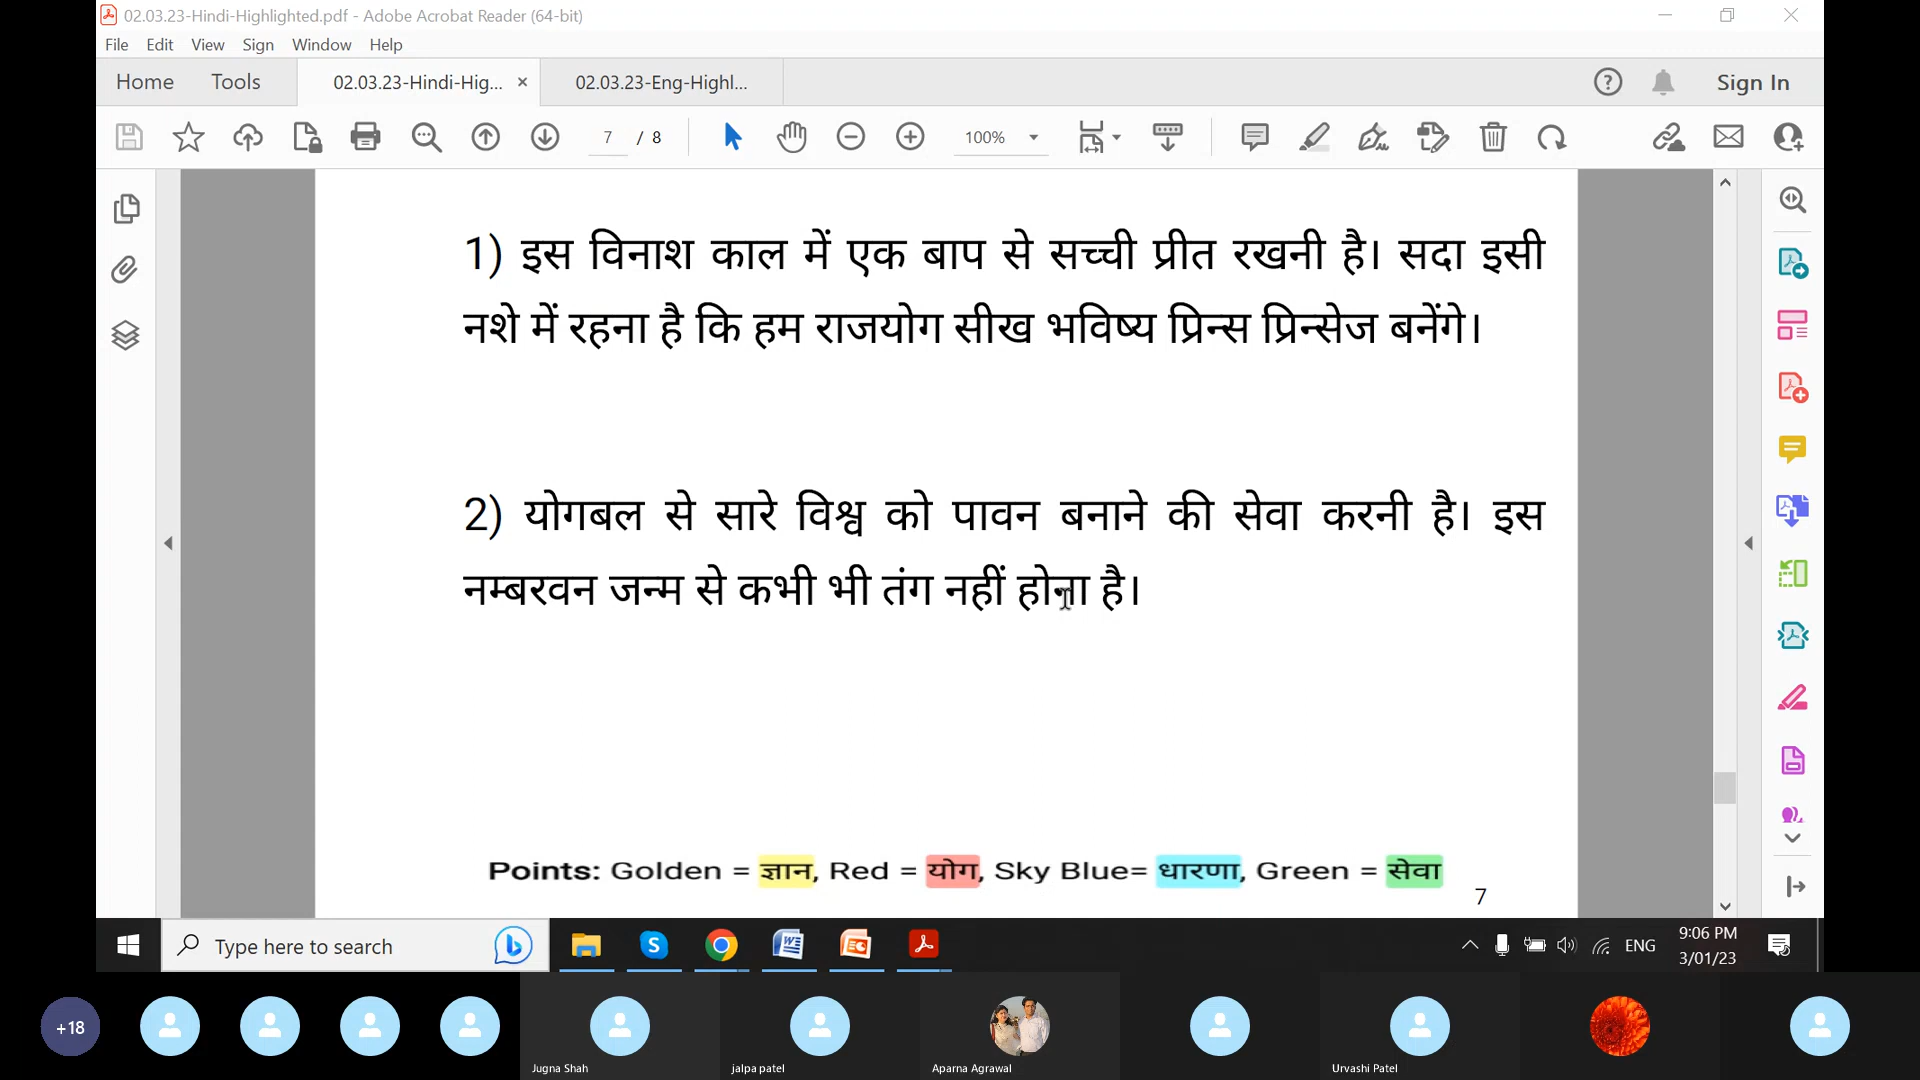 02.03.23-Hindi-Highlighted.pdf - Adobe Acrobat Reader (64-bit)
File Edit View Sign Window Help
Home Tools 02.03.23-Hindi-Hig... × 02.03.23-Eng-Highl... Sign In
7 / 8 100%
1) इस विनाश काल में एक बाप से सच्ची प्रीत रखनी है। सदा इसी
नशे में रहना है कि हम राजयोग सीख भविष्य प्रिन्स प्रिन्सेज बनेंगे।
2) योगबल से सारे विश्व को पावन बनाने की सेवा करनी है। इस
नम्बरवन जन्म से कभी भी तंग नहीं होना है।
Points: Golden = ज्ञान, Red = योग, Sky Blue= धारणा, Green = सेवा
7
Type here to search
ENG
9:06 PM
3/01/23
+18
Jugna Shah jalpa patel Aparna Agrawal Urvashi Patel